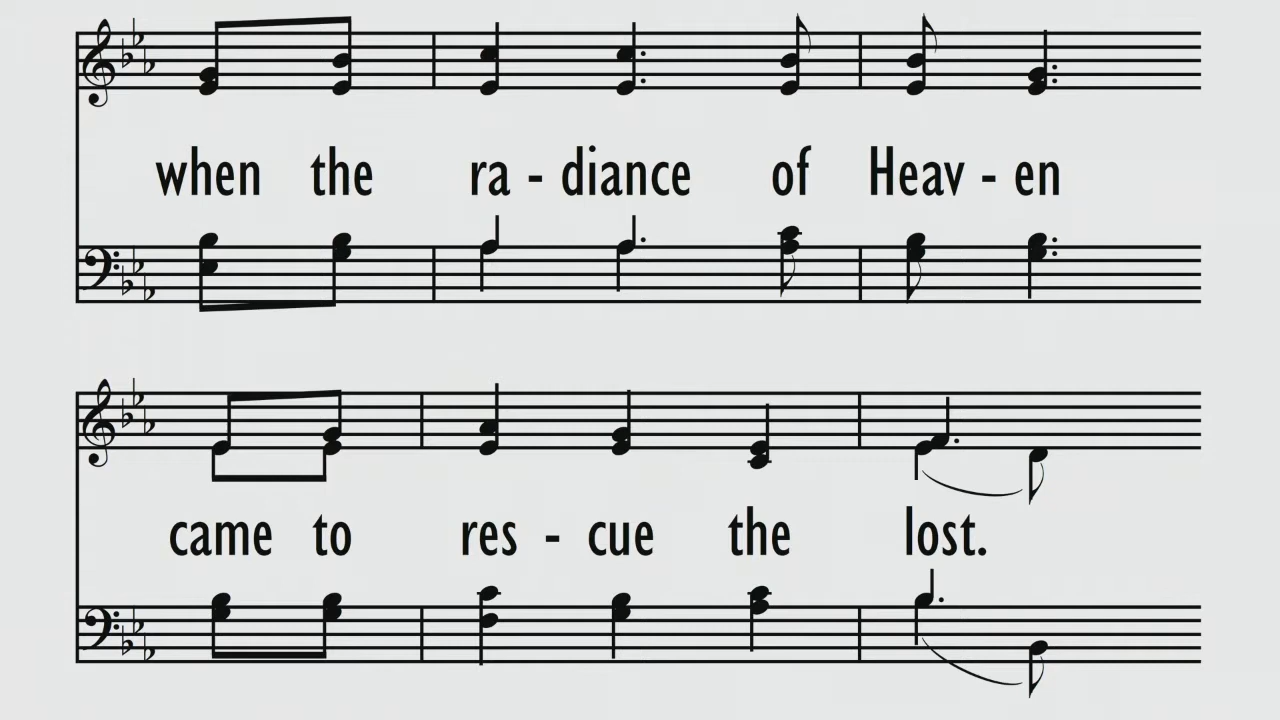 when the ra - diance of Heav - en
came to res - cue the lost.